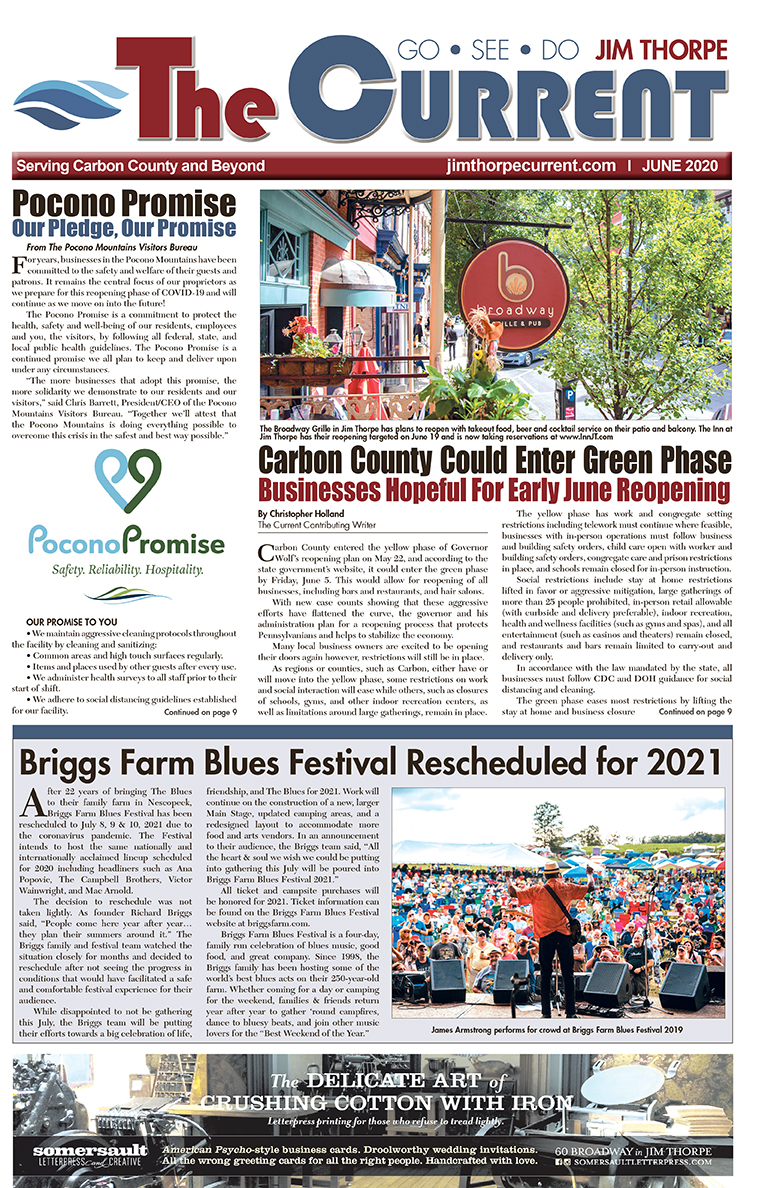 GO • SEE • DO JIM THORPE
The CURRENT
Serving Carbon County and Beyond
jimthorpecurrent.com I JUNE 2020
Pocono Promise
Our Pledge, Our Promise
From The Pocono Mountains Visitors Bureau
For years, businesses in the Pocono Mountains have been
committed to the safety and welfare of their guests and
patrons. It remains the central focus of our proprietors as
we prepare for this reopening phase of COVID-19 and will
continue as we move on into the future!
The Pocono Promise is a commitment to protect the
health, safety and well-being of our residents, employees
and you, the visitors, by following all federal, state, and
local public health guidelines. The Pocono Promise is a
continued promise we all plan to keep and deliver upon
under any circumstances.
“The more businesses that adopt this promise, the
more solidarity we demonstrate to our residents and our
visitors,” said Chris Barrett, President/CEO of the Pocono
Mountains Visitors Bureau. “Together we’ll attest that
the Pocono Mountains is doing everything possible to
overcome this crisis in the safest and best way possible.”
PoconoPromise
Safety. Reliability. Hospitality.
OUR PROMISE TO YOU
• We maintain aggressive cleaning protocols throughout
the facility by cleaning and sanitizing:
• Common areas and high touch surfaces regularly.
• Items and places used by other guests after every use.
• We administer health surveys to all staff prior to their
start of shift.
• We adhere to social distancing guidelines established
for our facility.
Continued on page 9
b
broadway
GRILLE & PUB
P
The Broadway Grille in Jim Thorpe has plans to reopen with takeout food, beer and cocktail service on their patio and balcony. The Inn at
Jim Thorpe has their reopening targeted on June 19 and is now taking reservations at www.InnJT.com
Carbon County Could Enter Green Phase
Businesses Hopeful For Early June Reopening
By Christopher Holland
The Current Contributing Writer
Carbon County entered the yellow phase of Governor
Wolf’s reopening plan on May 22, and according to the
state government’s website, it could enter the green phase
by Friday, June 5. This would allow for reopening of all
businesses, including bars and restaurants, and hair salons.
With new case counts showing that these aggressive
efforts have flattened the curve, the governor and his
administration plan for a reopening process that protects
Pennsylvanians and helps to stabilize the economy.
Many local business owners are excited to be opening
their doors again however, restrictions will still be in place.
As regions or counties, such as Carbon, either have or
will move into the yellow phase, some restrictions on work
and social interaction will ease while others, such as closures
of schools, gyms, and other indoor recreation centers, as
well as limitations around large gatherings, remain in place.
The yellow phase has work and congregate setting
restrictions including telework must continue where feasible,
businesses with in-person operations must follow business
and building safety orders, child care open with worker and
building safety orders, congregate care and prison restrictions
in place, and schools remain closed for in-person instruction.
Social restrictions include stay at home restrictions
lifted in favor or aggressive mitigation, large gatherings of
more than 25 people prohibited, in-person retail allowable
(with curbside and delivery preferable), indoor recreation,
health and wellness facilities (such as gyms and spas), and all
entertainment (such as casinos and theaters) remain closed,
and restaurants and bars remain limited to carry-out and
delivery only.
In accordance with the law mandated by the state, all
businesses must follow CDC and DOH guidance for social
distancing and cleaning.
The green phase eases most restrictions by lifting the
stay at home and business closure
Continued on page 9
Briggs Farm Blues Festival Rescheduled for 2021
After 22 years of bringing The Blues
to their family farm in Nescopeck,
Briggs Farm Blues Festival has been
rescheduled to July 8, 9 & 10, 2021 due to
the coronavirus pandemic. The Festival
intends to host the same nationally and
internationally acclaimed lineup scheduled
for 2020 including headliners such as Ana
Popovic, The Campbell Brothers, Victor
Wainwright, and Mac Arnold.
The decision to reschedule was not
taken lightly. As founder Richard Briggs
said, “People come here year after year…
they plan their summers around it.” The
Briggs family and festival team watched the
situation closely for months and decided to
reschedule after not seeing the progress in
conditions that would have facilitated a safe
and comfortable festival experience for their
audience.
While disappointed to not be gathering
this July, the Briggs team will be putting
their efforts towards a big celebration of life,
friendship, and The Blues for 2021. Work will
continue on the construction of a new, larger
Main Stage, updated camping areas, and a
redesigned layout to accommodate more
food and arts vendors. In an announcement
to their audience, the Briggs team said, “All
the heart & soul we wish we could be putting
into gathering this July will be poured into
Briggs Farm Blues Festival 2021.”
All ticket and campsite purchases will
be honored for 2021. Ticket information can
be found on the Briggs Farm Blues Festival
website at briggsfarm.com.
Briggs Farm Blues Festival is a four-day,
family run celebration of blues music, good
food, and great company. Since 1998, the
Briggs family has been hosting some of the
world’s best blues acts on their 250-year-old
farm. Whether coming for a day or camping
for the weekend, families & friends return
year after year to gather ‘round campfires,
dance to bluesy beats, and join other music
lovers for the “Best Weekend of the Year.”
James Armstrong performs for crowd at Briggs Farm Blues Festival 2019
The DELICATE ART of
CRUSHING COTTON WITH IRON
Letterpress printing for those who refuse to tread lightly.
somersault
LETTERPRESS and CREATIVE
American Psycho-style business cards. Droolworthy wedding invitations.
All the wrong greeting cards for all the right people. Handcrafted with love.
60 BROADWAY in JIM THORPE
SOMERSAULTLETTERPRESS.COM